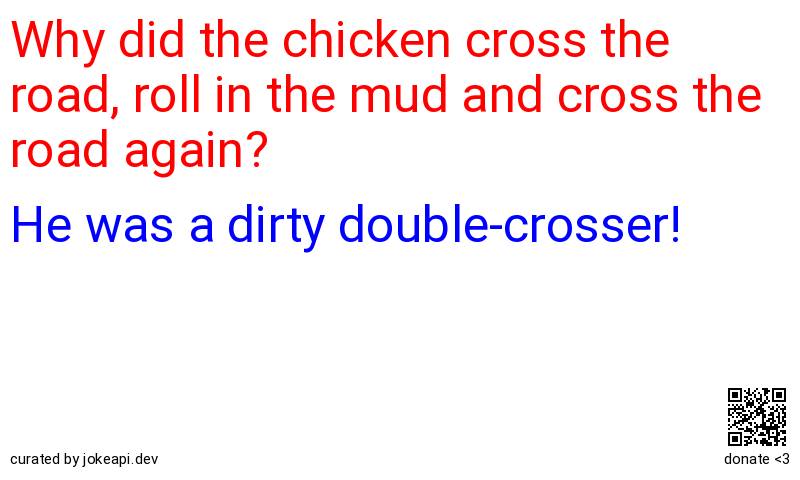 Why did the chicken cross the
road, roll in the mud and cross the
road again?
He was a dirty double-crosser!
curated by jokeapi.dev
donate <3